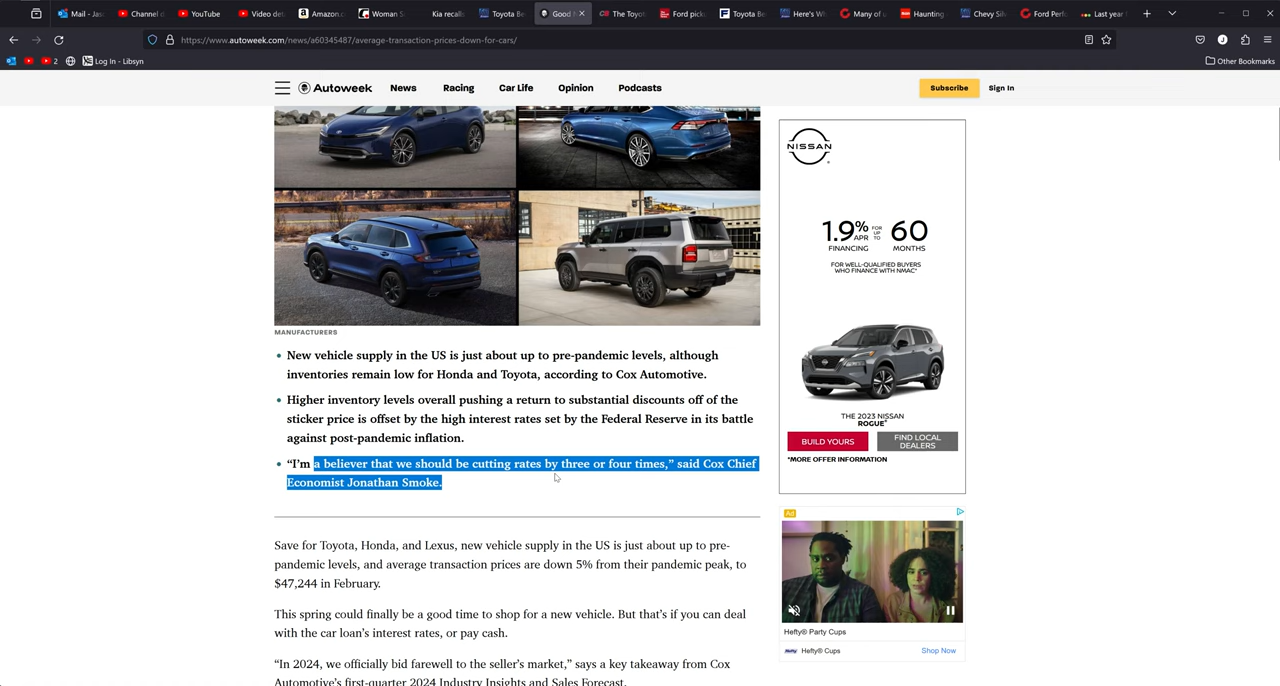 Mail - Jas
Channel d
YouTube
Video det
Amazon.c
Woman S
Kia recall
Toyota Be
Good N
The Toyot
Ford pick
Toyota Be
Here's Wh
Many of u
Haunting
Chevy Silv
Ford Perf
Last year
https://www.autoweek.com/news/a60345487/average-transaction-prices-down-for-cars/
2
Log In - Libsyn
Other Bookmarks
Autoweek
News
Racing
Car Life
Opinion
Podcasts
Subscribe
Sign In
MANUFACTURERS
• New vehicle supply in the US is just about up to pre-pandemic levels, although
inventories remain low for Honda and Toyota, according to Cox Automotive.
• Higher inventory levels overall pushing a return to substantial discounts off of the
sticker price is offset by the high interest rates set by the Federal Reserve in its battle
against post-pandemic inflation.
• “I’m a believer that we should be cutting rates by three or four times,” said Cox Chief
Economist Jonathan Smoke.
Save for Toyota, Honda, and Lexus, new vehicle supply in the US is just about up to pre-
pandemic levels, and average transaction prices are down 5% from their pandemic peak, to
$47,244 in February.
This spring could finally be a good time to shop for a new vehicle. But that’s if you can deal
with the car loan’s interest rates, or pay cash.
“In 2024, we officially bid farewell to the seller’s market,” says a key takeaway from Cox
Automotive’s first-quarter 2024 Industry Insights and Sales Forecast.
NISSAN
1.9% APR FOR UP TO 60
FINANCING MONTHS
FOR WELL-QUALIFIED BUYERS
WHO FINANCE WITH NMAC*
THE 2023 NISSAN
ROGUE®
BUILD YOURS
FIND LOCAL
DEALERS
*MORE OFFER INFORMATION
Ad
Hefty® Party Cups
Hefty® Cups
Shop Now